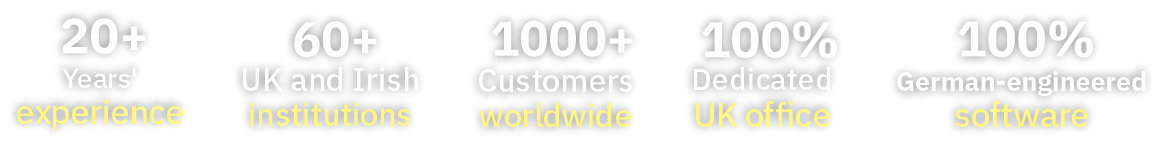 20+
Years'
experience
60+
UK and Irish
institutions
1000+
Customers
worldwide
100%
Dedicated
UK office
100%
German-engineered
software